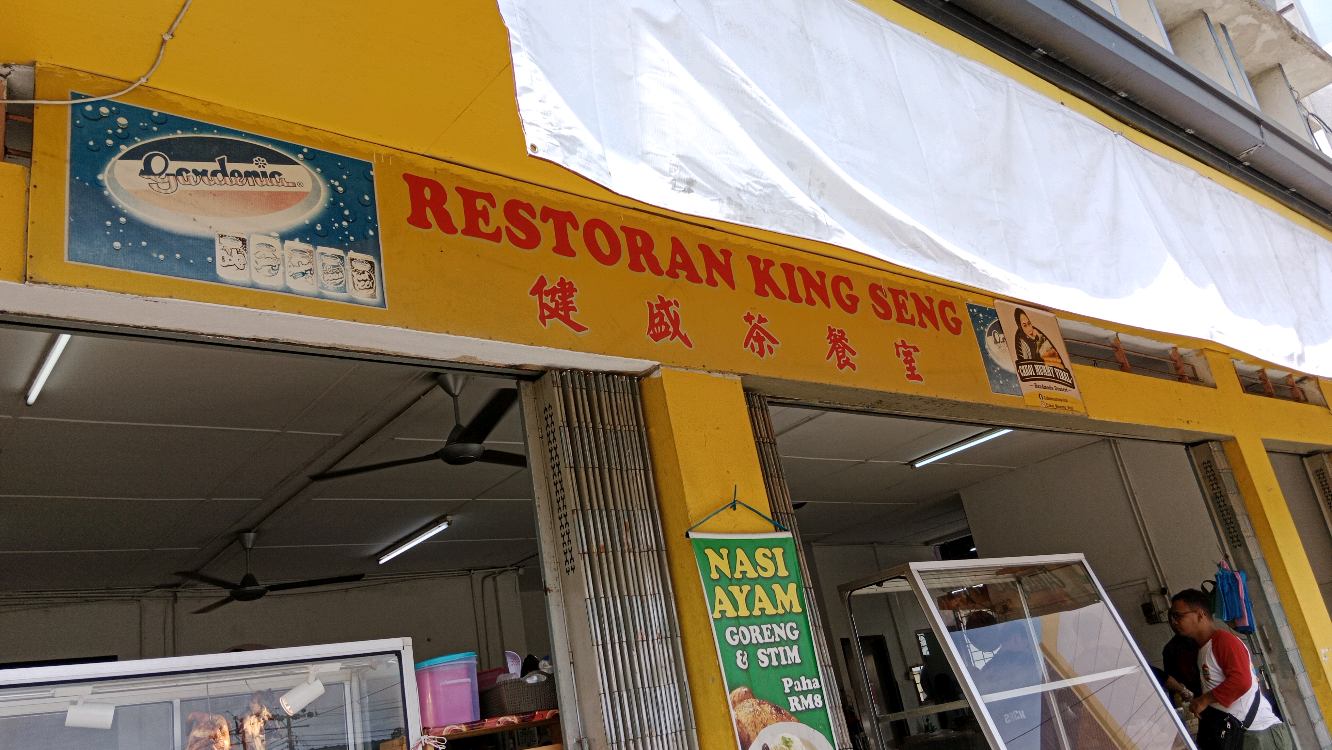 Gardenia
RESTORAN KING SENG
健盛茶餐室
NASI
AYAM
GORENG
& STIM
Paha
RM8